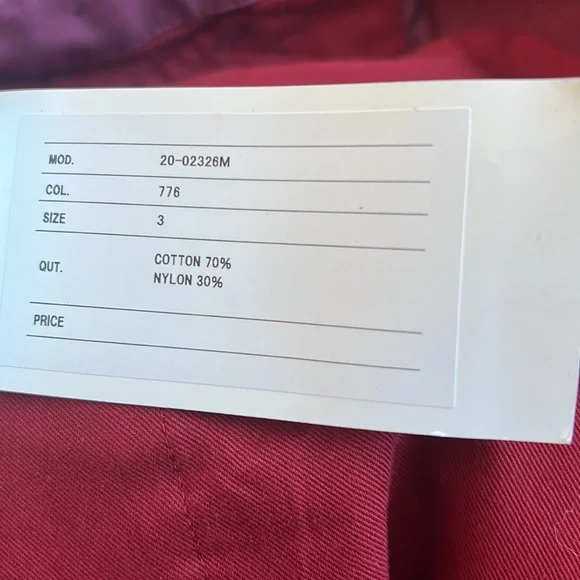 MOD. 20-02326M
COL. 776
SIZE 3
QUT. COTTON 70%
NYLON 30%
PRICE